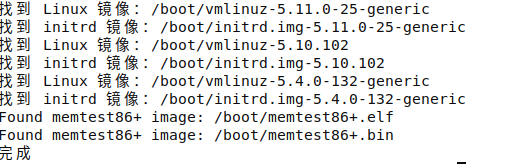 找到 Linux 镜像：/boot/vmlinuz-5.11.0-25-generic
找到 initrd 镜像：/boot/initrd.img-5.11.0-25-generic
找到 Linux 镜像：/boot/vmlinuz-5.10.102
找到 initrd 镜像：/boot/initrd.img-5.10.102
找到 Linux 镜像：/boot/vmlinuz-5.4.0-132-generic
找到 initrd 镜像：/boot/initrd.img-5.4.0-132-generic
Found memtest86+ image: /boot/memtest86+.elf
Found memtest86+ image: /boot/memtest86+.bin
完成